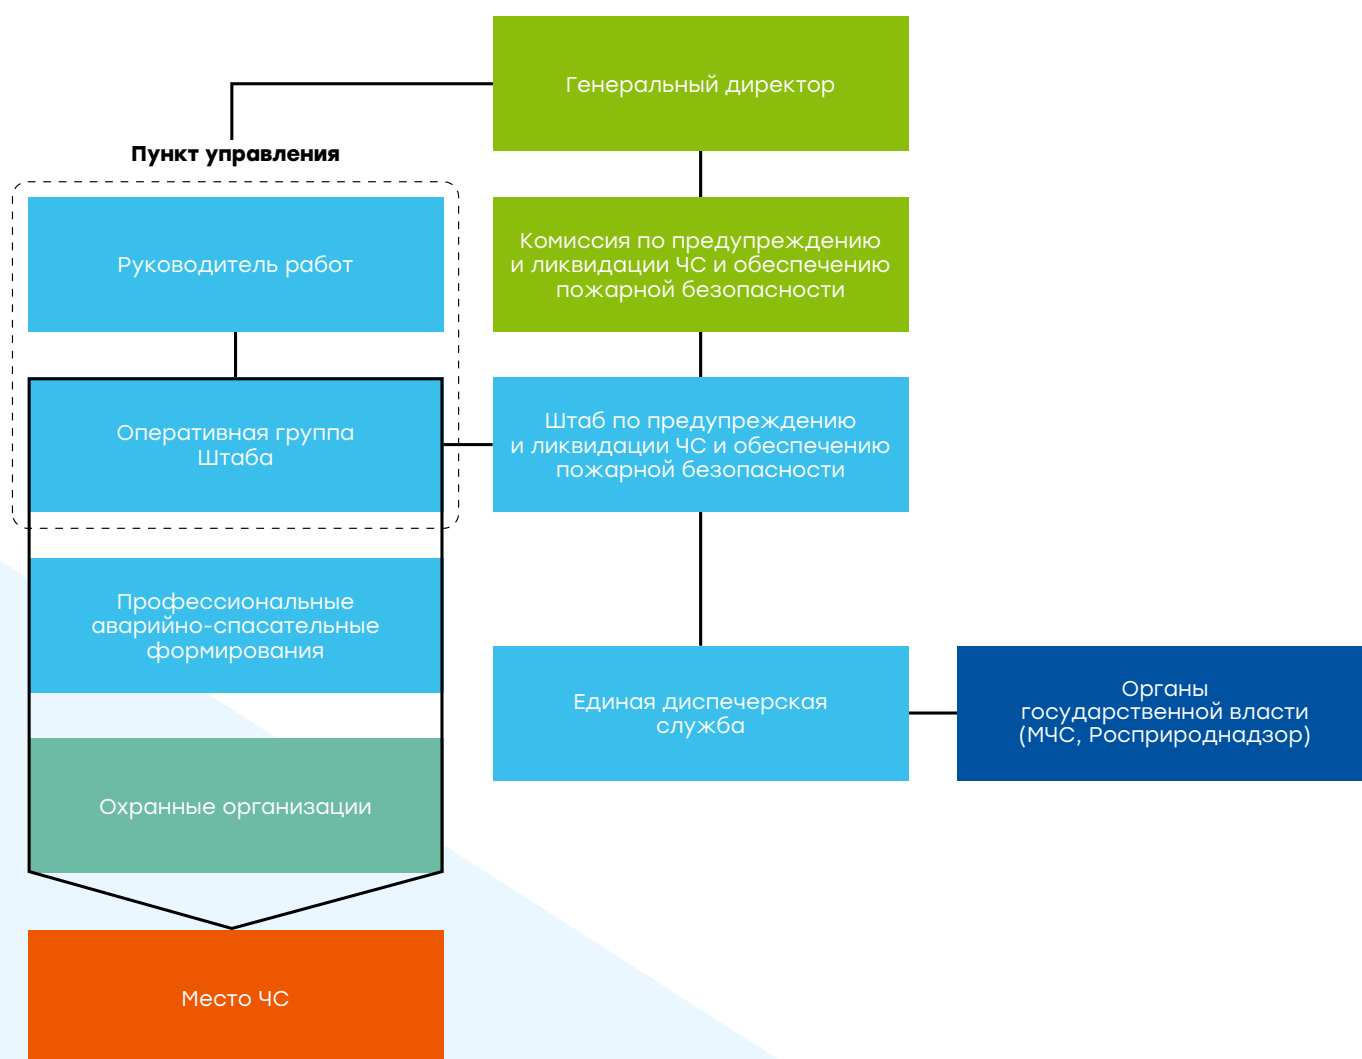 Генеральный директор
Пункт управления
Руководитель работ
Комиссия по предупреждению
и ликвидации ЧС и обеспечению
пожарной безопасности
Оперативная группа
Штаба
Штаб по предупреждению
и ликвидации ЧС и обеспечению
пожарной безопасности
Профессиональные
аварийно-спасательные
формирования
Единая диспечерская
служба
Органы
государственной власти
(МЧС, Росприроднадзор)
Охранные организации
Место ЧС